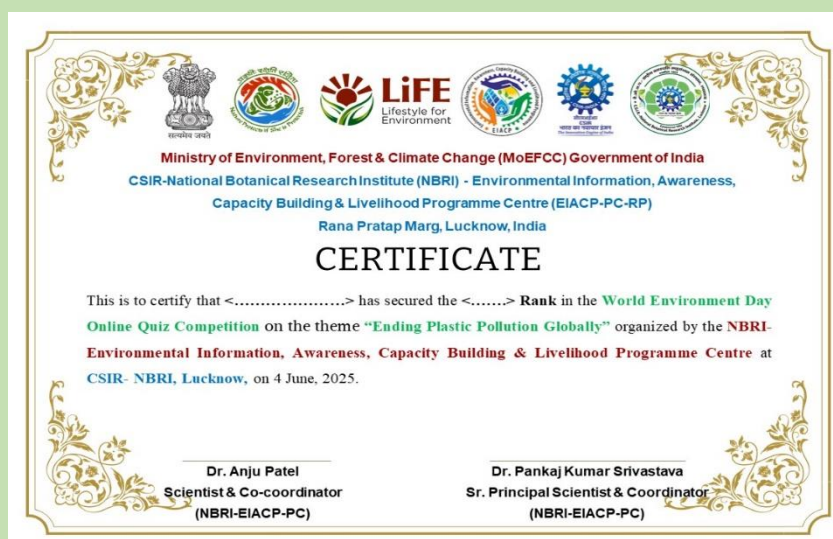 सत्यमेव जयते
LiFE
Lifestyle for
Environment
EIACP
CSIR
Ministry of Environment, Forest & Climate Change (MoEFCC) Government of India
CSIR-National Botanical Research Institute (NBRI) - Environmental Information, Awareness,
Capacity Building & Livelihood Programme Centre (EIACP-PC-RP)
Rana Pratap Marg, Lucknow, India
CERTIFICATE
This is to certify that <.....................> has secured the <.......> Rank in the World Environment Day
Online Quiz Competition on the theme “Ending Plastic Pollution Globally” organized by the NBRI-
Environmental Information, Awareness, Capacity Building & Livelihood Programme Centre at
CSIR- NBRI, Lucknow, on 4 June, 2025.
Dr. Anju Patel
Scientist & Co-coordinator
(NBRI-EIACP-PC)
Dr. Pankaj Kumar Srivastava
Sr. Principal Scientist & Coordinator
(NBRI-EIACP-PC)